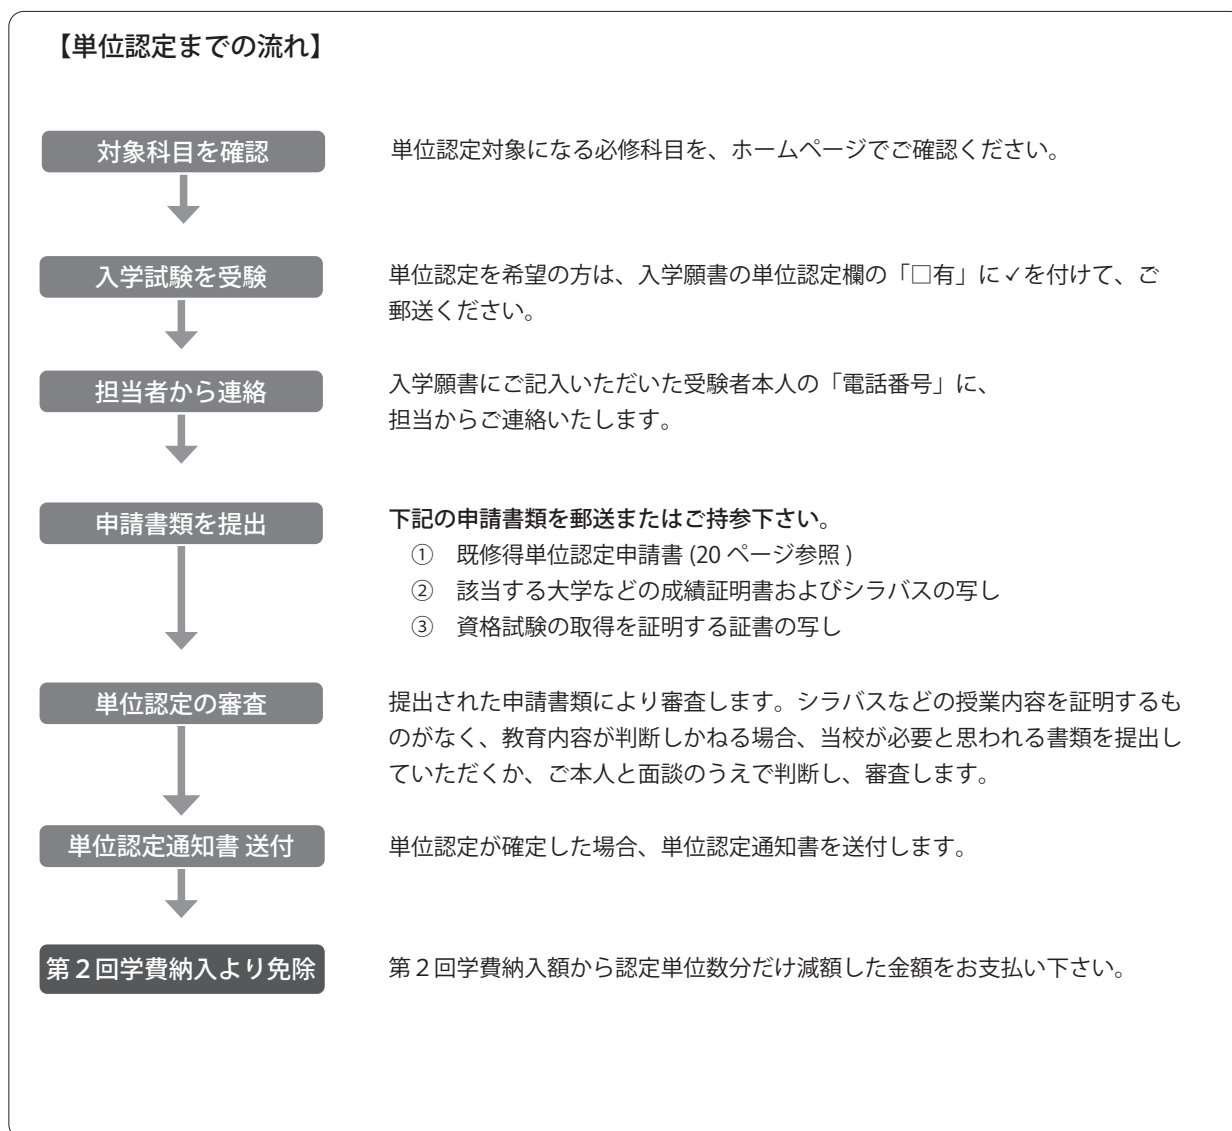 【単位認定までの流れ】
対象科目を確認
単位認定対象になる必修科目を、ホームページでご確認ください。
入学試験を受験
単位認定を希望の方は、入学願書の単位認定欄の「□有」に✓を付けて、ご
郵送ください。
担当者から連絡
入学願書にご記入いただいた受験者本人の「電話番号」に、
担当からご連絡いたします。
申請書類を提出
下記の申請書類を郵送またはご持参下さい。
① 既修得単位認定申請書 (20 ページ参照 )
② 該当する大学などの成績証明書およびシラバスの写し
③ 資格試験の取得を証明する証書の写し
単位認定の審査
提出された申請書類により審査します。シラバスなどの授業内容を証明するも
のがなく、教育内容が判断しかねる場合、当校が必要と思われる書類を提出し
ていただくか、ご本人と面談のうえで判断し、審査します。
単位認定通知書 送付
単位認定が確定した場合、単位認定通知書を送付します。
第２回学費納入より免除
第２回学費納入額から認定単位数分だけ減額した金額をお支払い下さい。